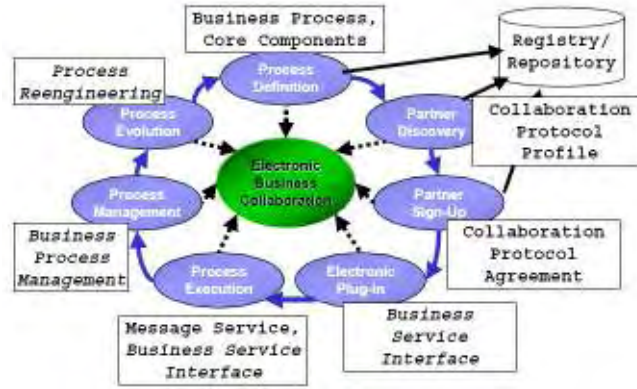 Business Process,
Core Components
Registry/
Repository
Process
Reengineering
Process
Definition
Process
Evolution
Partner
Discovery
Collaboration
Protocol
Profile
Electronic
Business
Collaboration
Process
Management
Partner
Sign-Up
Business
Process
Management
Collaboration
Protocol
Agreement
Process
Execution
Electronic
Plug-in
Message Service,
Business Service
Interface
Business
Service
Interface